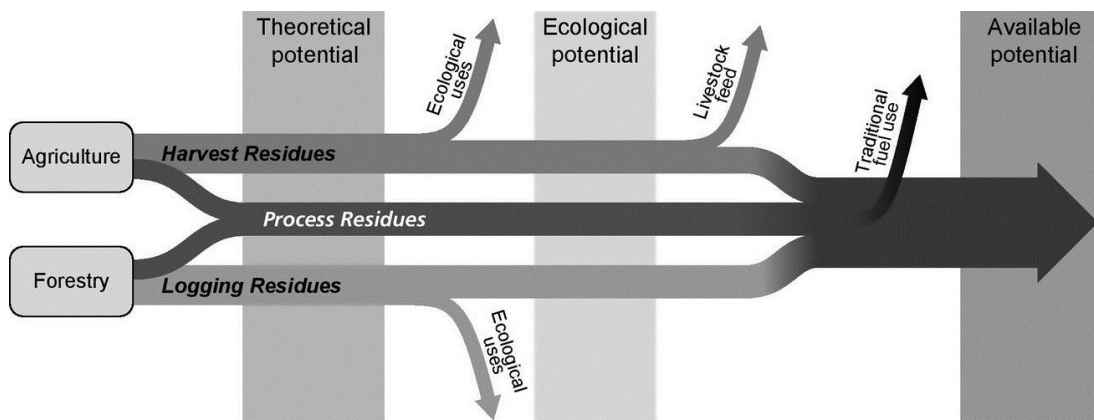 Theoretical
potential
Ecological
potential
Available
potential
Ecological
uses
Livestock
feed
Traditional
fuel use
Agriculture
Harvest Residues
Process Residues
Forestry
Logging Residues
Ecological
uses